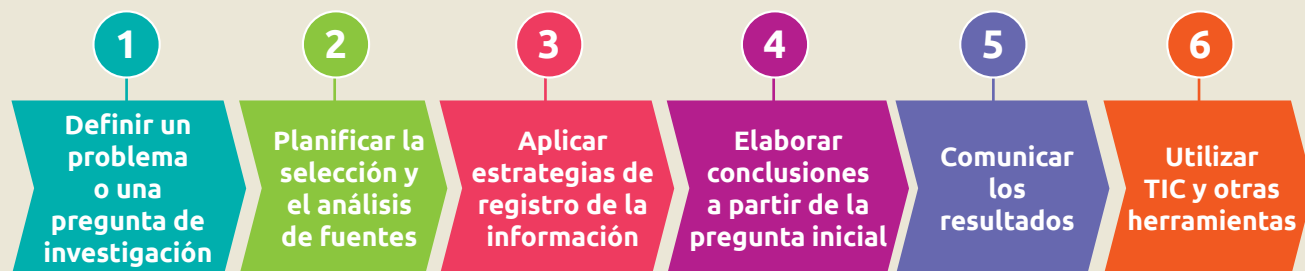 1
Definir un
problema
o una
pregunta de
investigación
2
Planificar la
selección y
el análisis
de fuentes
3
Aplicar
estrategias de
registro de la
información
4
Elaborar
conclusiones
a partir de la
pregunta inicial
5
Comunicar
los
resultados
6
Utilizar
TIC y otras
herramientas